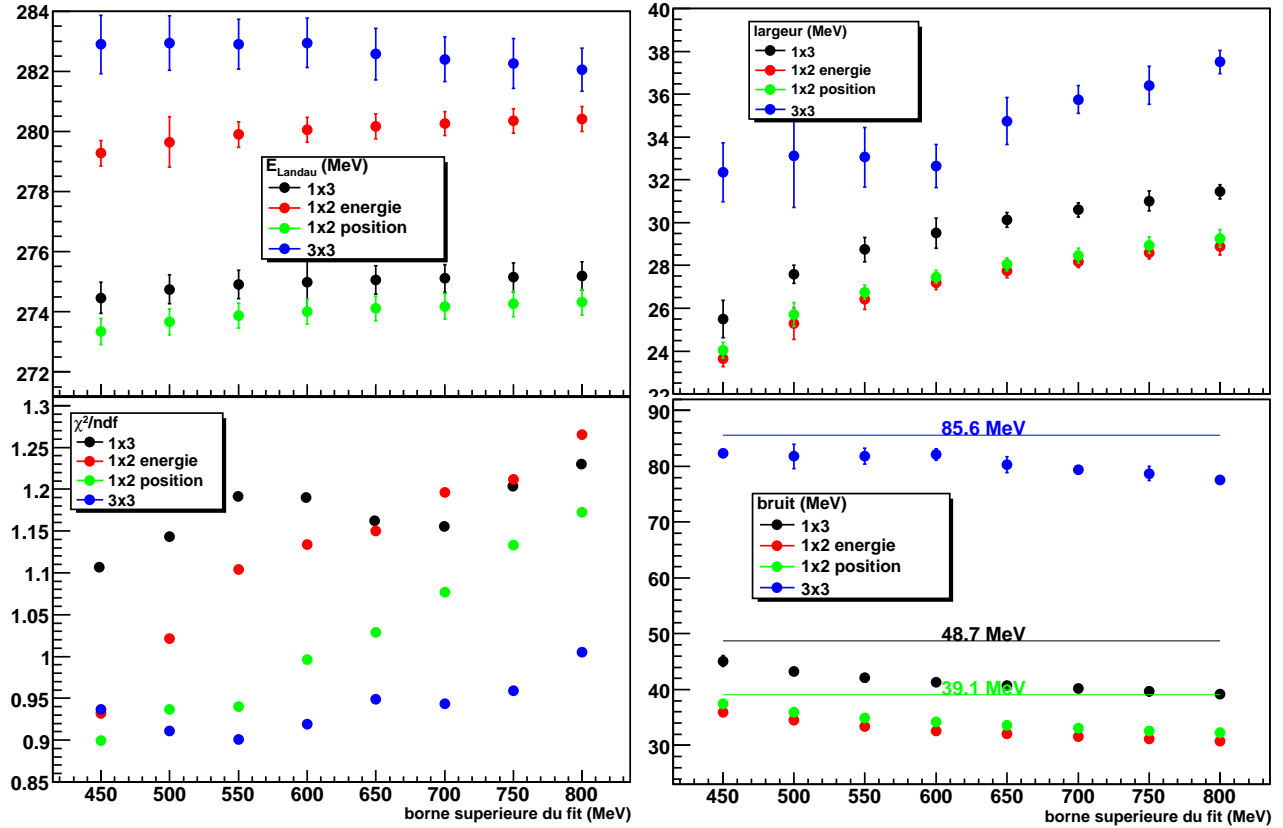 284
282
280
278
276
274
272
E_Landau (MeV)
1x3
1x2 energie
1x2 position
3x3
40
38
36
34
32
30
28
26
24
22
largeur (MeV)
1x3
1x2 energie
1x2 position
3x3
1.3
1.25
1.2
1.15
1.1
1.05
1
0.95
0.9
0.85
χ²/ndf
1x3
1x2 energie
1x2 position
3x3
450 500 550 600 650 700 750 800
borne superieure du fit (MeV)
90
80
70
60
50
40
30
85.6 MeV
bruit (MeV)
1x3
1x2 energie
1x2 position
3x3
48.7 MeV
39.1 MeV
450 500 550 600 650 700 750 800
borne superieure du fit (MeV)